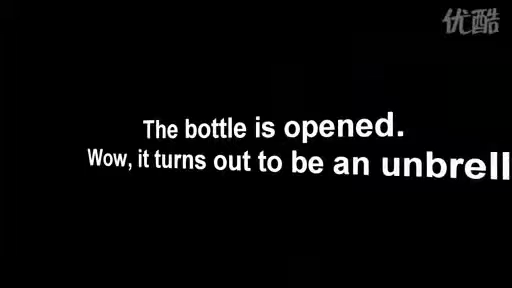 优酷
The bottle is opened.
Wow, it turns out to be an unbrell